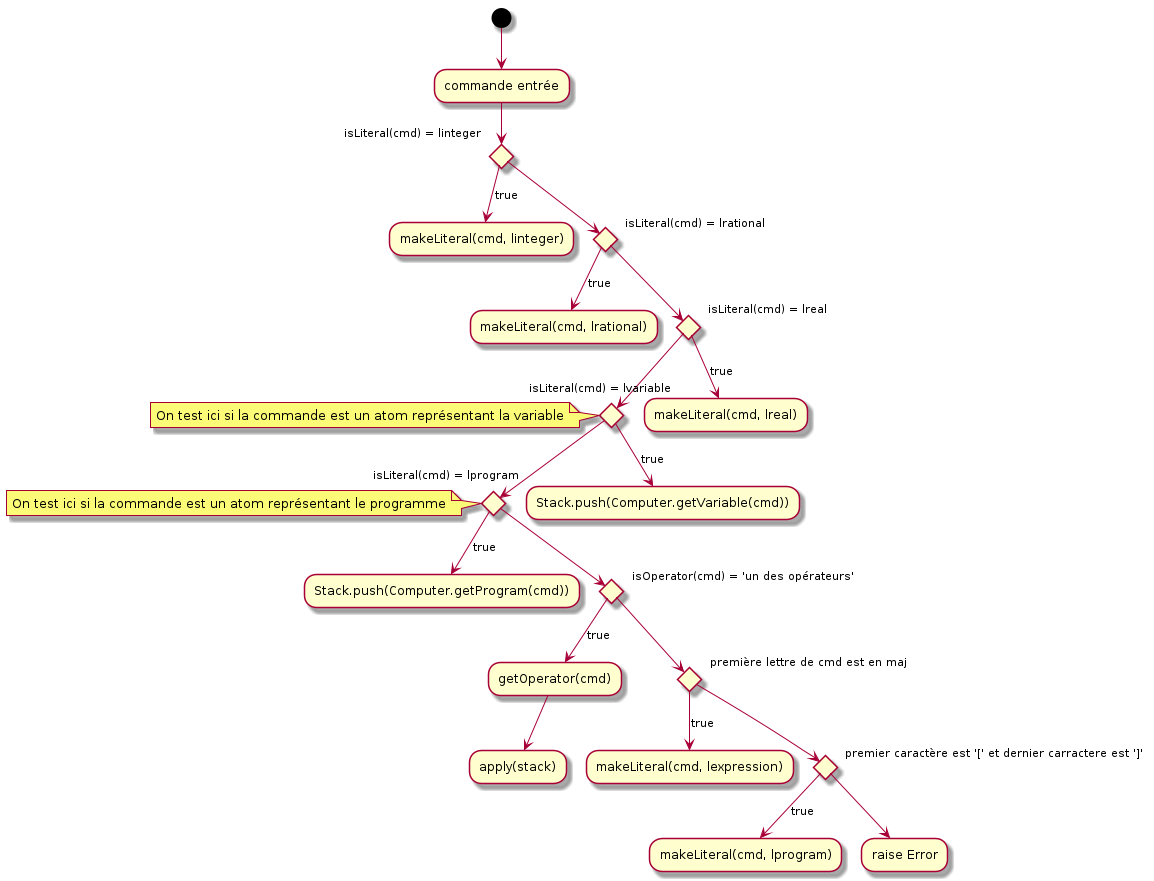 commande entrée
isLiteral(cmd) = linteger
true
makeLiteral(cmd, linteger)
isLiteral(cmd) = lrational
true
makeLiteral(cmd, lrational)
isLiteral(cmd) = lreal
true
makeLiteral(cmd, lreal)
isLiteral(cmd) = lvariable
On test ici si la commande est un atom représentant la variable
true
Stack.push(Computer.getVariable(cmd))
isLiteral(cmd) = lprogram
On test ici si la commande est un atom représentant le programme
true
Stack.push(Computer.getProgram(cmd))
isOperator(cmd) = 'un des opérateurs'
true
getOperator(cmd)
apply(stack)
première lettre de cmd est en maj
true
makeLiteral(cmd, lexpression)
premier caractère est '[' et dernier carractere est ']'
true
makeLiteral(cmd, lprogram)
raise Error